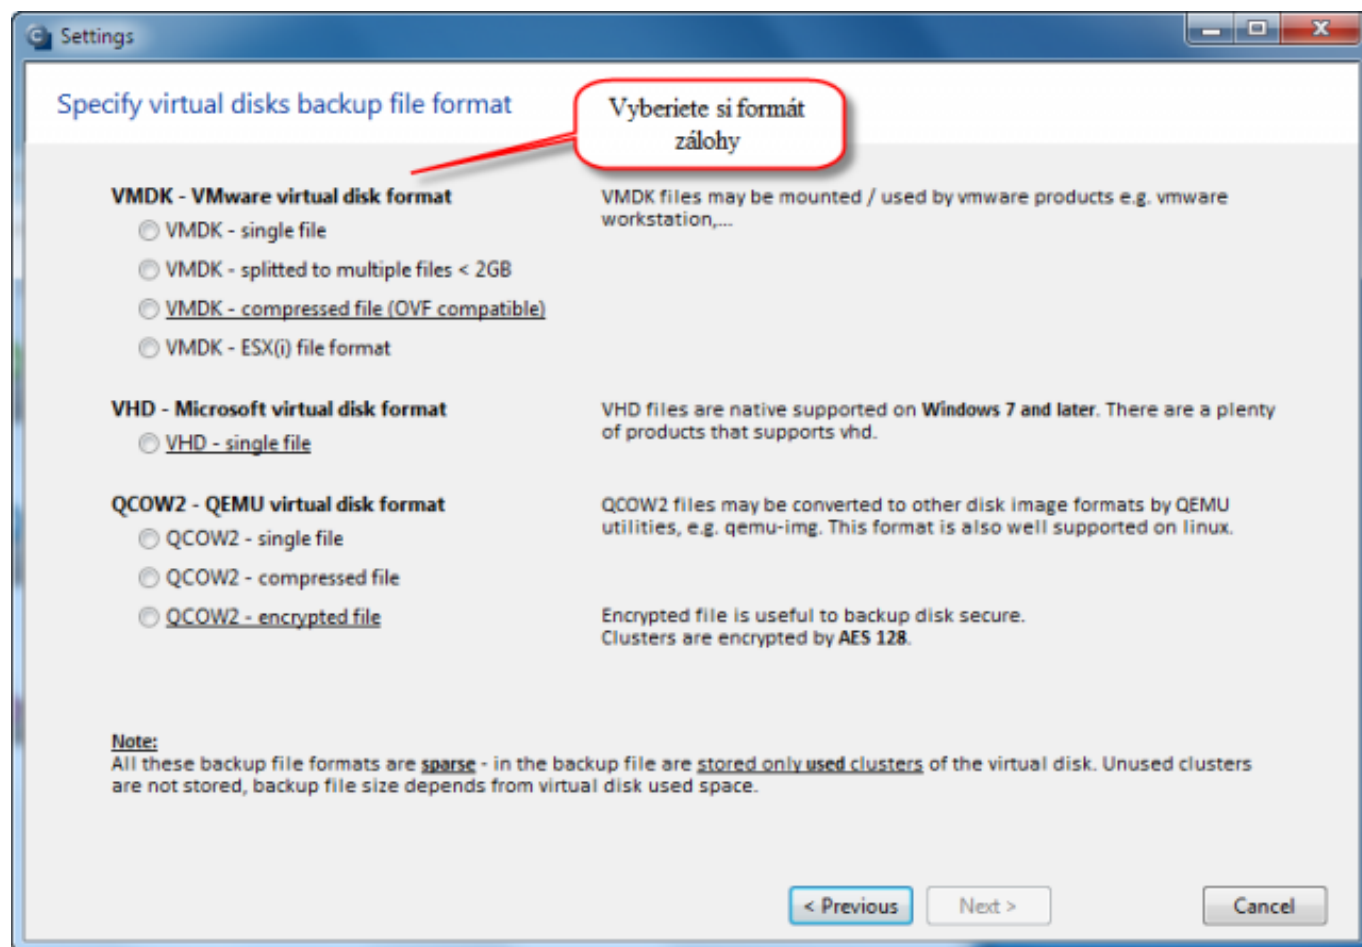 Settings
Specify virtual disks backup file format
Vyberiete si formát
zálohy
VMDK - VMware virtual disk format
VMDK files may be mounted / used by vmware products e.g. vmware
workstation,...
VMDK - single file
VMDK - splitted to multiple files < 2GB
VMDK - compressed file (OVF compatible)
VMDK - ESX(i) file format
VHD - Microsoft virtual disk format
VHD files are native supported on Windows 7 and later. There are a plenty
of products that supports vhd.
VHD - single file
QCOW2 - QEMU virtual disk format
QCOW2 files may be converted to other disk image formats by QEMU
utilities, e.g. qemu-img. This format is also well supported on linux.
QCOW2 - single file
QCOW2 - compressed file
QCOW2 - encrypted file
Encrypted file is useful to backup disk secure.
Clusters are encrypted by AES 128.
Note:
All these backup file formats are sparse - in the backup file are stored only used clusters of the virtual disk. Unused clusters
are not stored, backup file size depends from virtual disk used space.
< Previous
Next >
Cancel